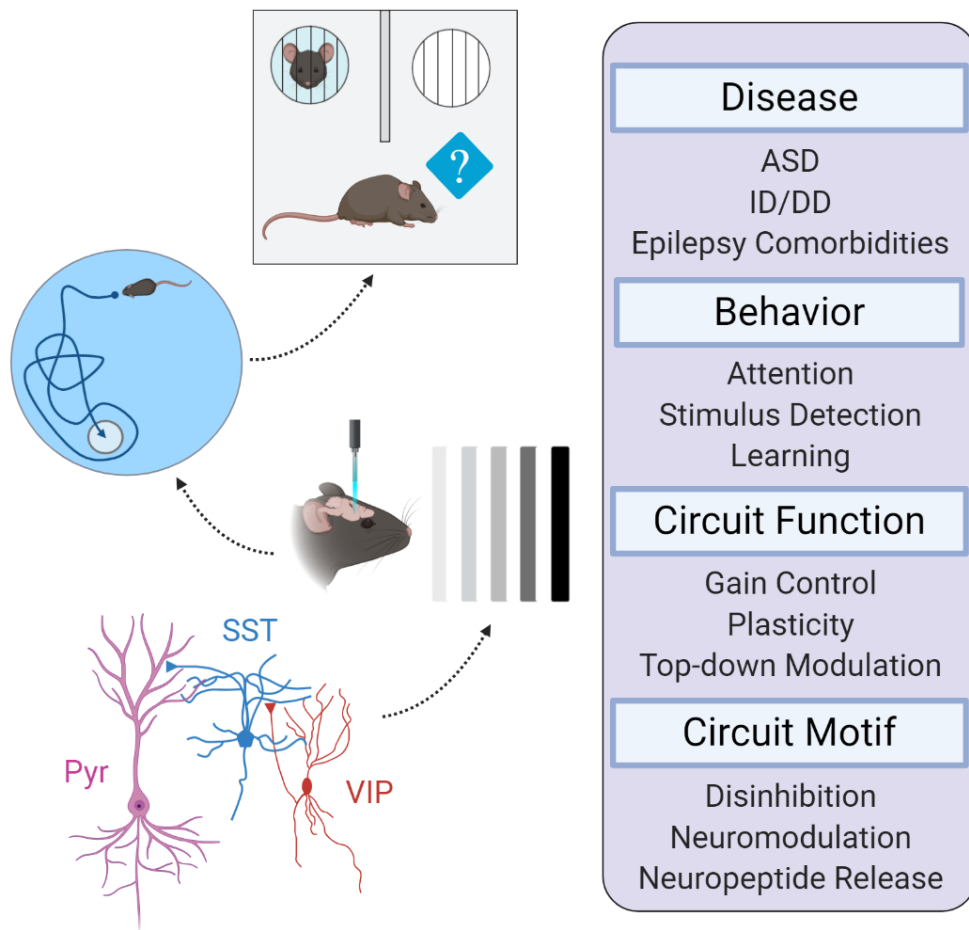 ?
SST
Pyr
VIP
Disease
ASD
ID/DD
Epilepsy Comorbidities
Behavior
Attention
Stimulus Detection
Learning
Circuit Function
Gain Control
Plasticity
Top-down Modulation
Circuit Motif
Disinhibition
Neuromodulation
Neuropeptide Release